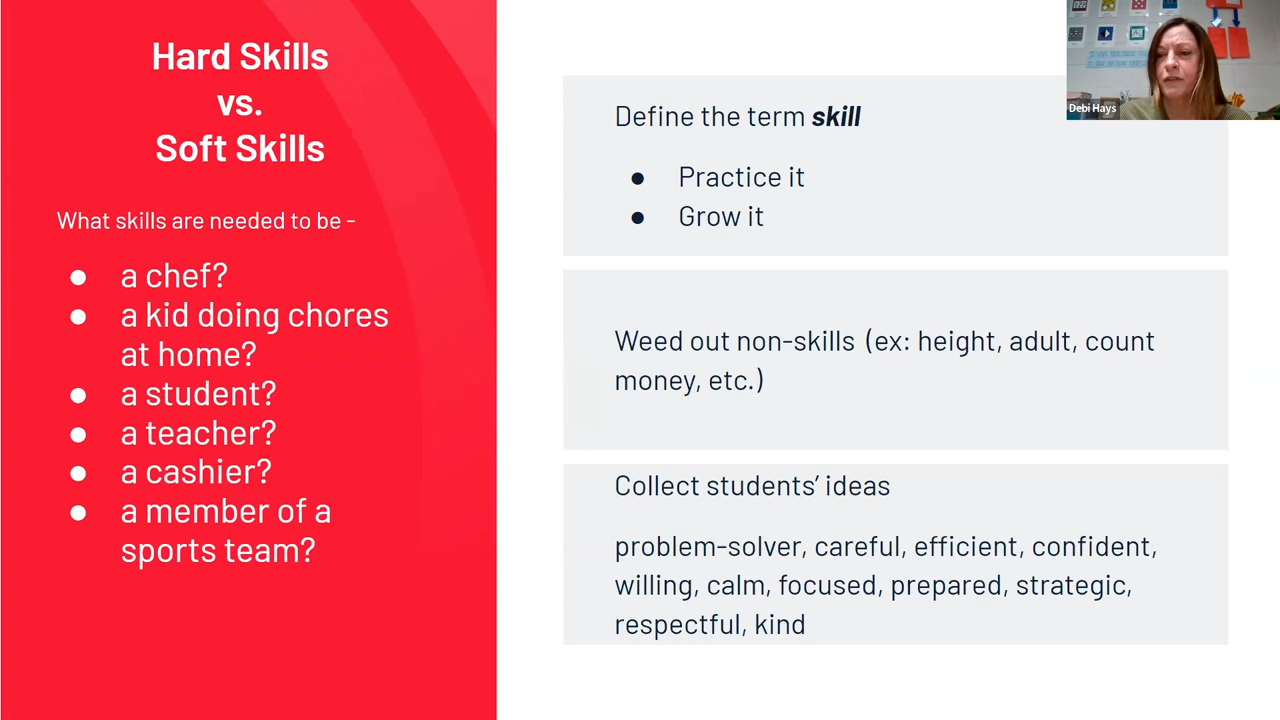 Hard Skills
vs.
Soft Skills
What skills are needed to be -
● a chef?
● a kid doing chores
at home?
● a student?
● a teacher?
● a cashier?
● a member of a
sports team?
Define the term skill
● Practice it
● Grow it
Weed out non-skills (ex: height, adult, count
money, etc.)
Collect students’ ideas
problem-solver, careful, efficient, confident,
willing, calm, focused, prepared, strategic,
respectful, kind
Debi Hays